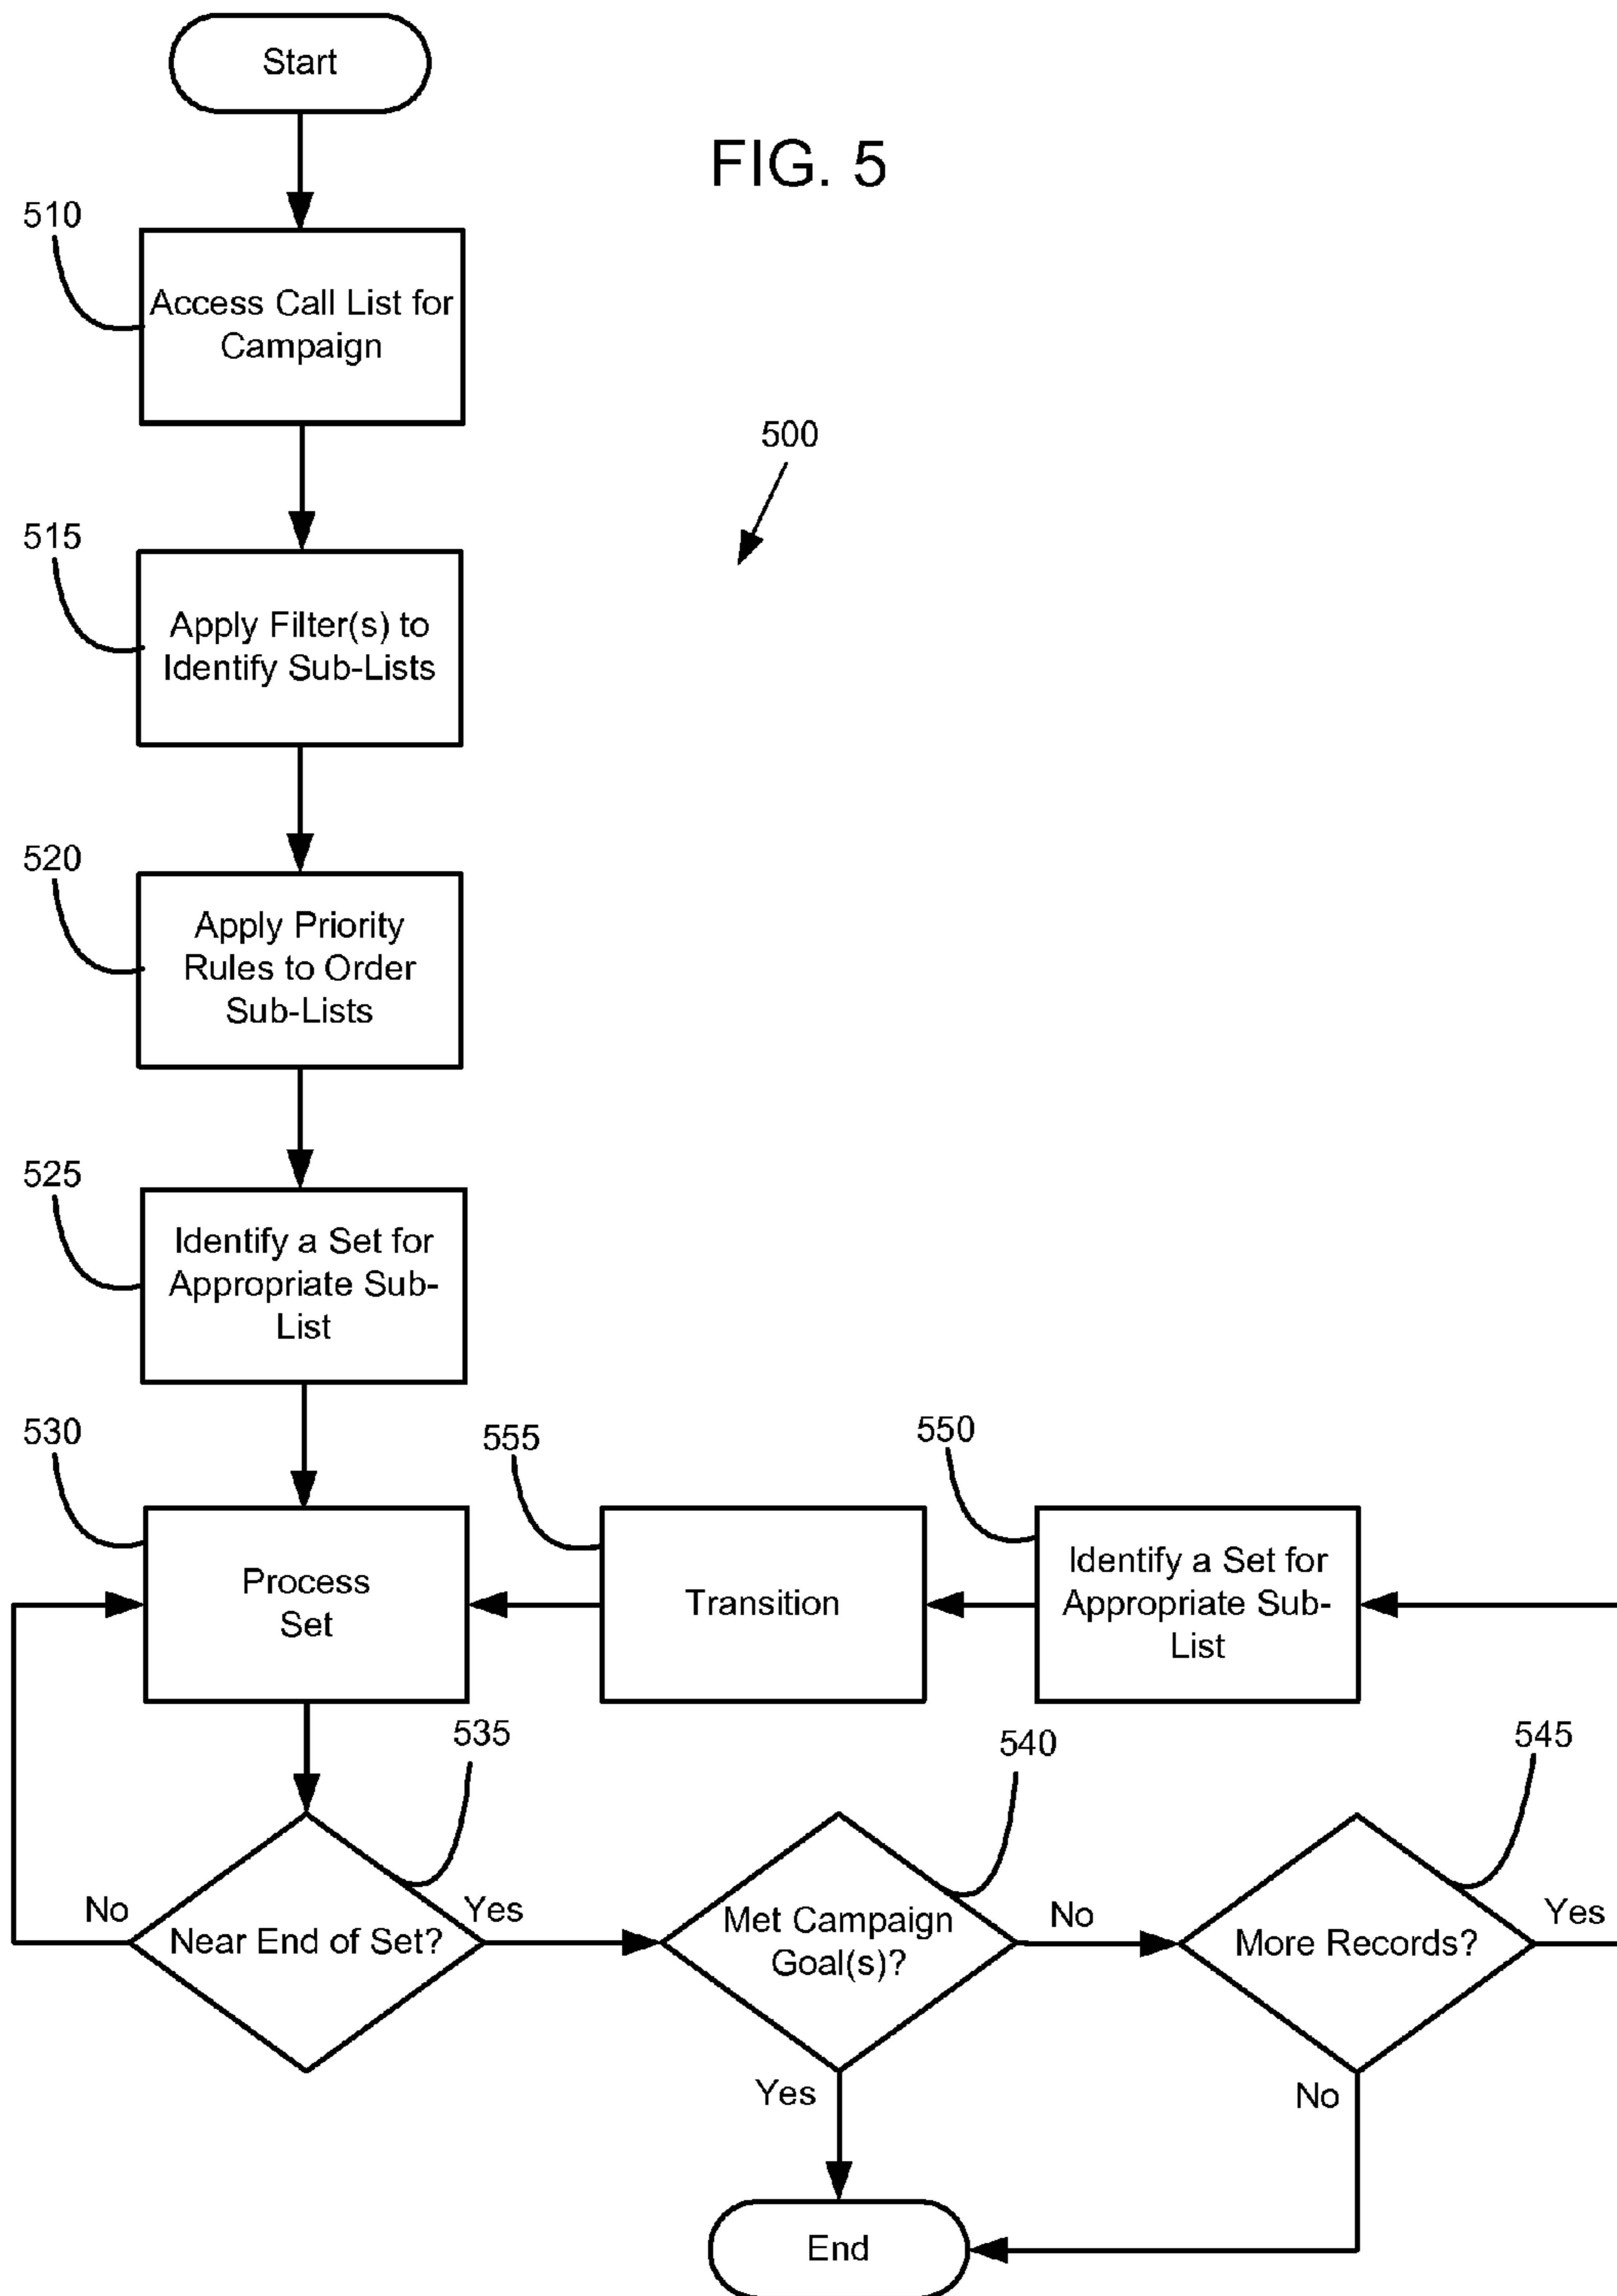 Start
FIG. 5
510
Access Call List for
Campaign
500
515
Apply Filter(s) to
Identify Sub-Lists
520
Apply Priority
Rules to Order
Sub-Lists
525
Identify a Set for
Appropriate Sub-
List
530
555
550
Process
Set
Transition
Identify a Set for
Appropriate Sub-
List
535
540
545
No
Near End of Set?
Yes
Met Campaign
Goal(s)?
No
More Records?
Yes
Yes
No
End